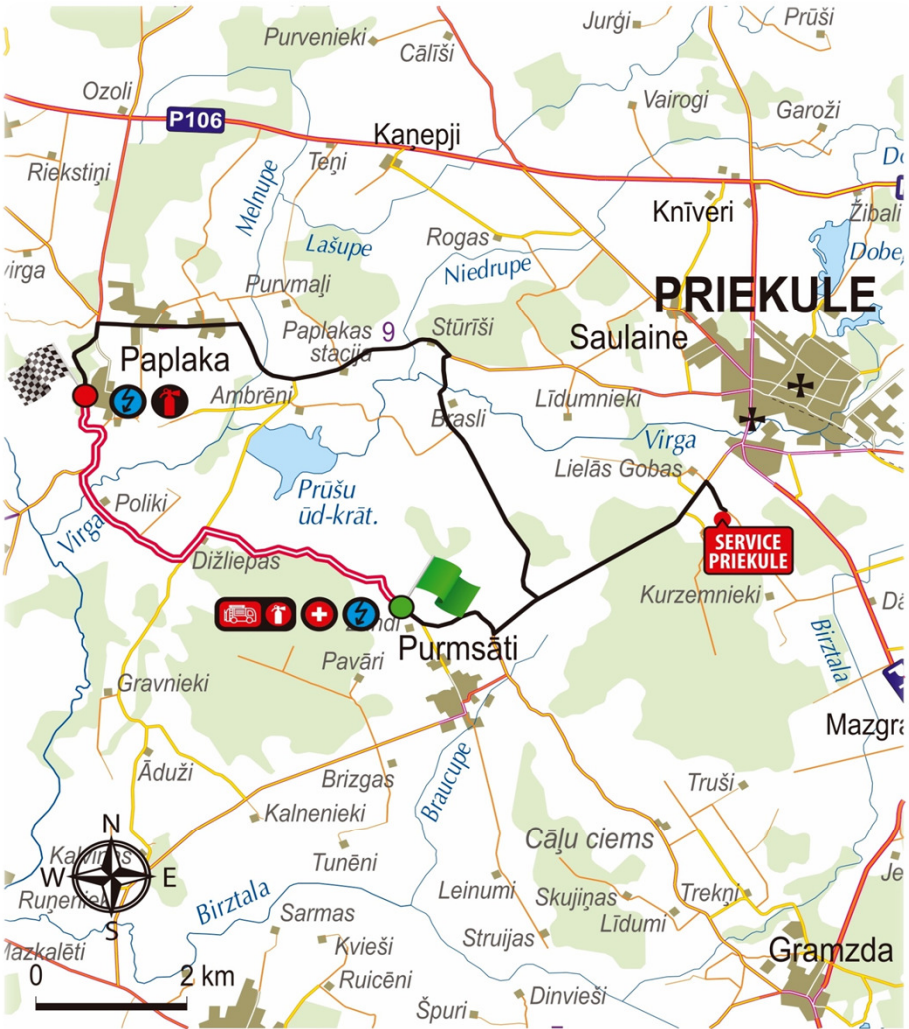 Jurģi
Prūši
Purvenieki
Cālīši
Ozoli
Vairogi
Garoži
P106
Kaņepji
Teņi
Riekstiņi
Melnupe
Knīveri
Žibali
Lašupe
Rogas
Niedrupe
Purvmaļi
PRIEKULE
Paplakas
stacija
9
Stūrīši
Saulaine
Paplaka
Ambrēni
Brasli
Līdumnieki
Virga
Lielās Gobas
Prūšu
ūd-krāt.
Poliki
Virga
SERVICE
PRIEKULE
Dižliepas
Kurzemnieki
Purmsāti
Pavāri
Birztala
Gravnieki
Āduži
Brizgas
Braucupe
Truši
Kalnenieki
Cāļu ciems
N
W
E
S
Tunēni
Leinumi
Skujiņas
Trekņi
Līdumi
Birztala
Sarmas
Struijas
Kvieši
Gramzda
Ruicēni
0
2 km
Dinvieši
Špuri